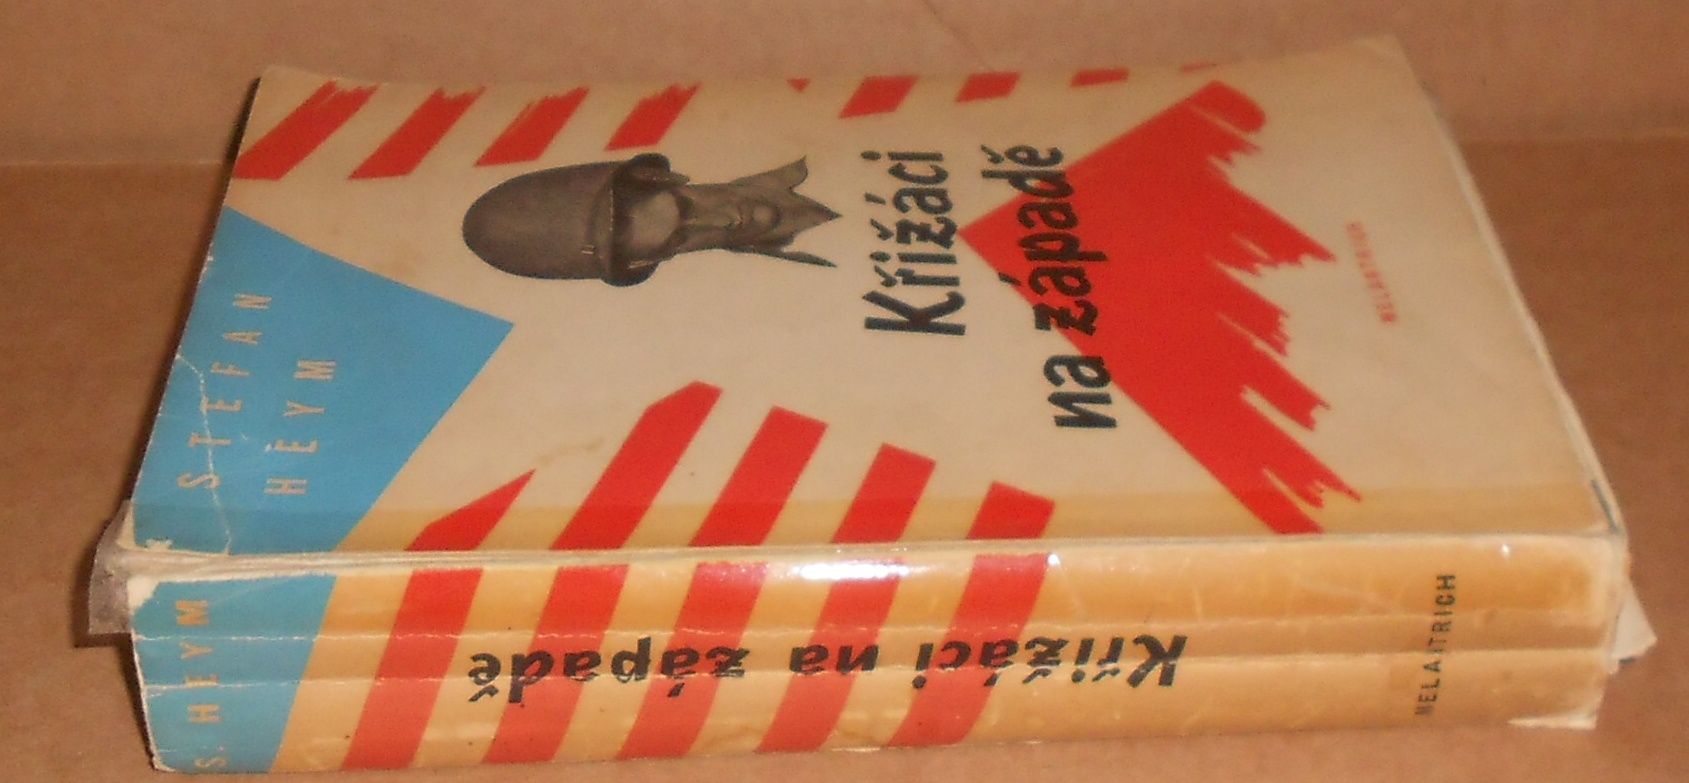 STEFAN
HEYM
Křižáci
na západě
MELANTRICH
S. HEYM
Křižáci na západě
MELANTRICH